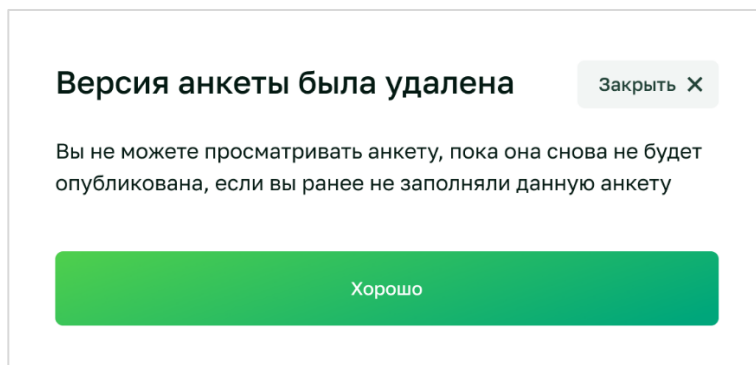 Версия анкеты была удалена
Закрыть
Вы не можете просматривать анкету, пока она снова не будет
опубликована, если вы ранее не заполняли данную анкету
Хорошо